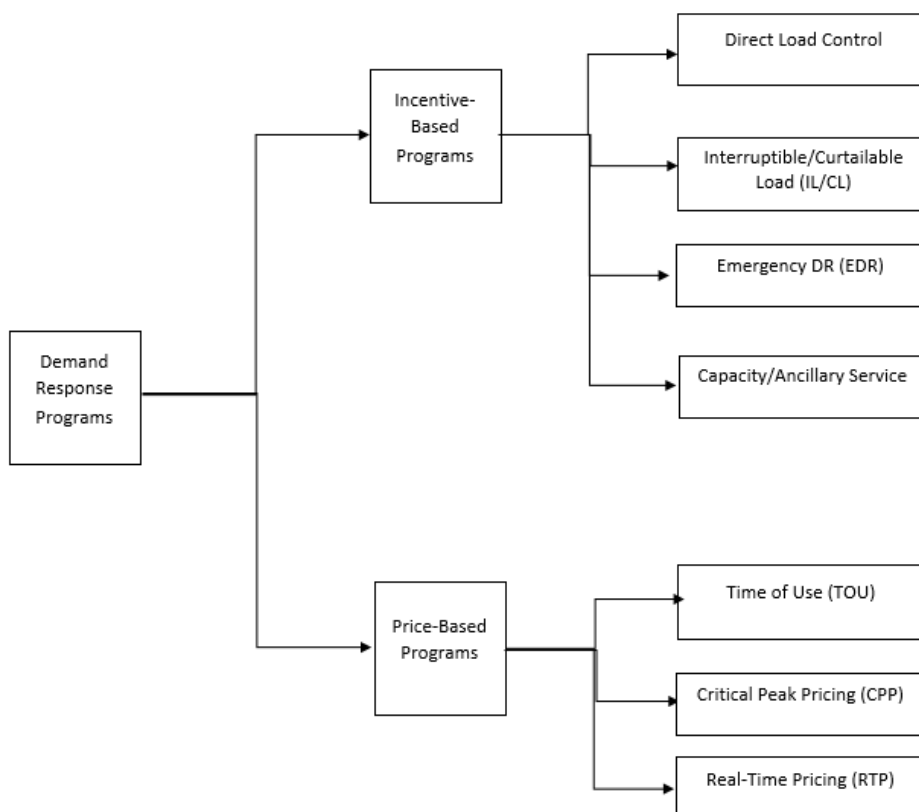 Direct Load Control
Incentive-
Based
Programs
Interruptible/Curtailable
Load (IL/CL)
Emergency DR (EDR)
Demand
Response
Programs
Capacity/Ancillary Service
Time of Use (TOU)
Price-Based
Programs
Critical Peak Pricing (CPP)
Real-Time Pricing (RTP)